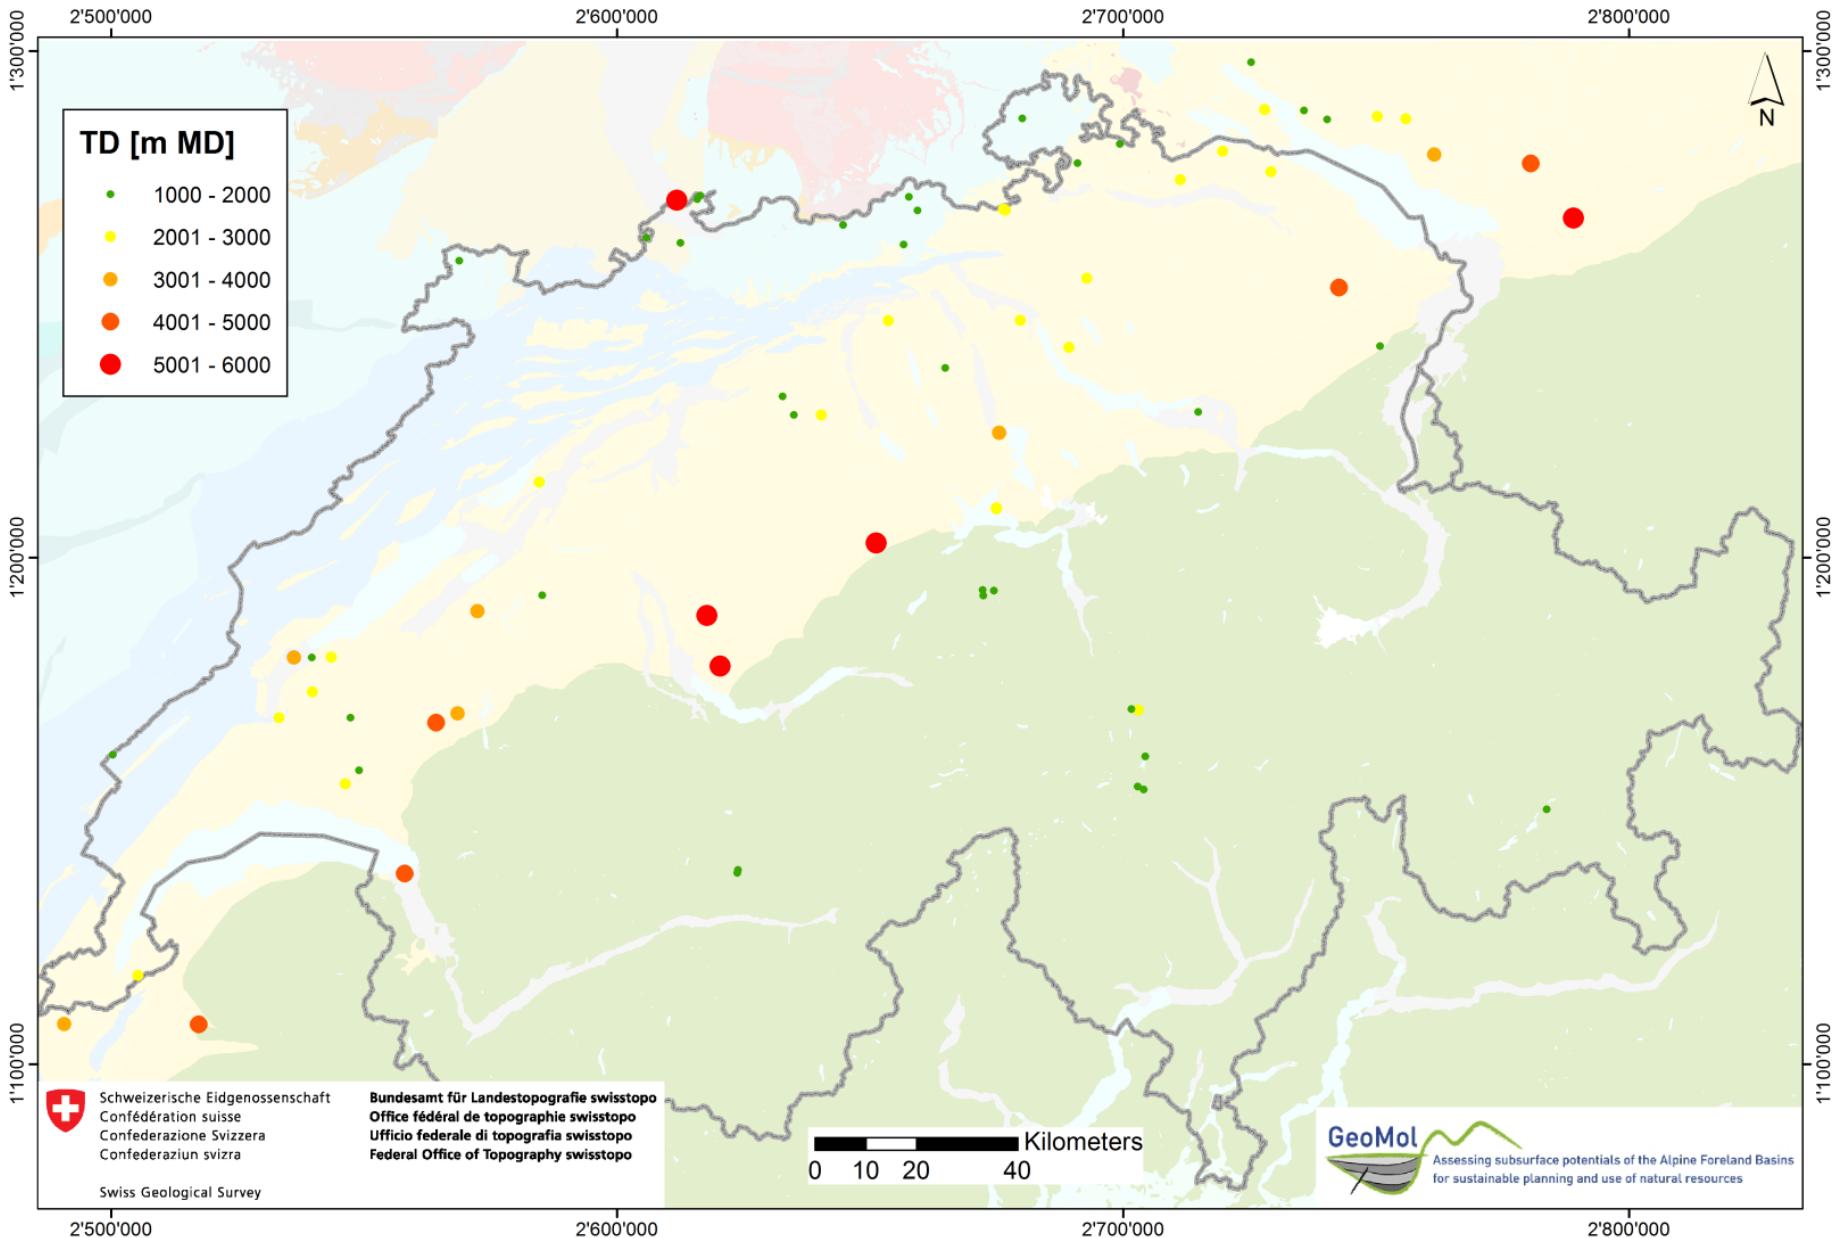 2'500'000
2'600'000
2'700'000
2'800'000
1'300'000
1'300'000
N
TD [m MD]
1000 - 2000
2001 - 3000
3001 - 4000
4001 - 5000
5001 - 6000
1'200'000
1'200'000
1'100'000
1'100'000
Schweizerische Eidgenossenschaft
Confédération suisse
Confederazione Svizzera
Confederaziun svizra
Swiss Geological Survey
Bundesamt für Landestopografie swisstopo
Office fédéral de topographie swisstopo
Ufficio federale di topografia swisstopo
Federal Office of Topography swisstopo
Kilometers
0 10 20 40
GeoMol
Assessing subsurface potentials of the Alpine Foreland Basins
for sustainable planning and use of natural resources
2'500'000
2'600'000
2'700'000
2'800'000